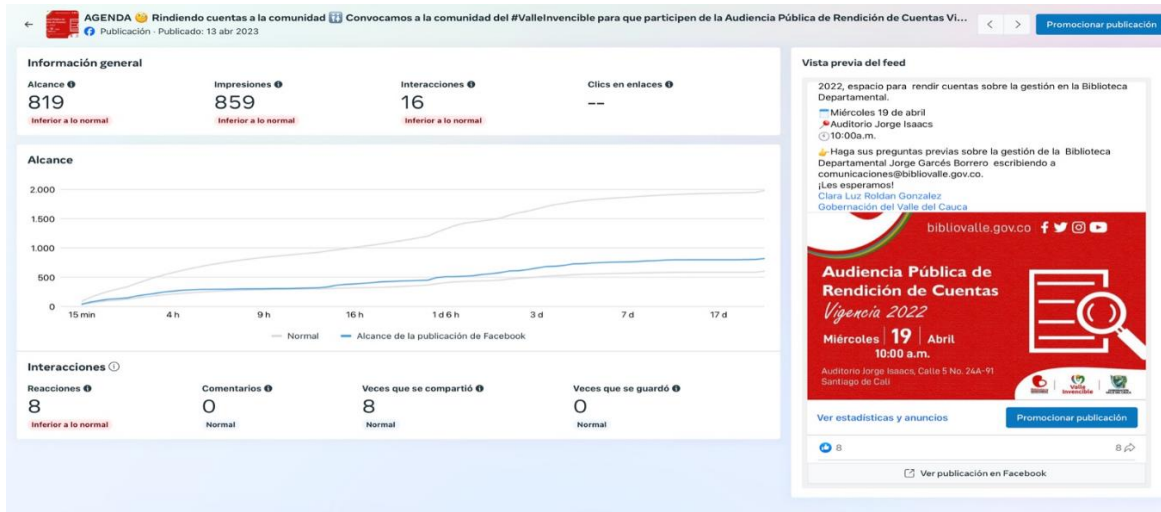 AGENDA 😊 Rindiendo cuentas a la comunidad ⬇️ Convocamos a la comunidad del #ValleInvencible para que participen de la Audiencia Pública de Rendición de Cuentas Vi...
Publicación · Publicado: 13 abr 2023
Promocionar publicación
Información general
Alcance
Impresiones
Interacciones
Clics en enlaces
819
859
16
--
Inferior a lo normal
Inferior a lo normal
Inferior a lo normal
Alcance
2.000
1.500
1.000
500
0
15 min
4 h
9 h
16 h
1 d 6 h
3 d
7 d
17 d
Normal
Alcance de la publicación de Facebook
Interacciones
Reacciones
Comentarios
Veces que se compartió
Veces que se guardó
8
0
8
0
Inferior a lo normal
Normal
Normal
Normal
Vista previa del feed
2022, espacio para rendir cuentas sobre la gestión en la Biblioteca
Departamental.
Miércoles 19 de abril
Auditorio Jorge Isaacs
10:00a.m.
Haga sus preguntas previas sobre la gestión de la Biblioteca
Departamental Jorge Garcés Borrero escribiendo a
comunicaciones@bibliovalle.gov.co.
¡Les esperamos!
Clara Luz Roldan Gonzalez
Gobernación del Valle del Cauca
bibliovalle.gov.co
Audiencia Pública de
Rendición de Cuentas
Vigencia 2022
Miércoles 19 Abril
10:00 a.m.
Auditorio Jorge Isaacs, Calle 5 No. 24A-91
Santiago de Cali
Valle
Invencible
Ver estadísticas y anuncios
Promocionar publicación
8
8
Ver publicación en Facebook